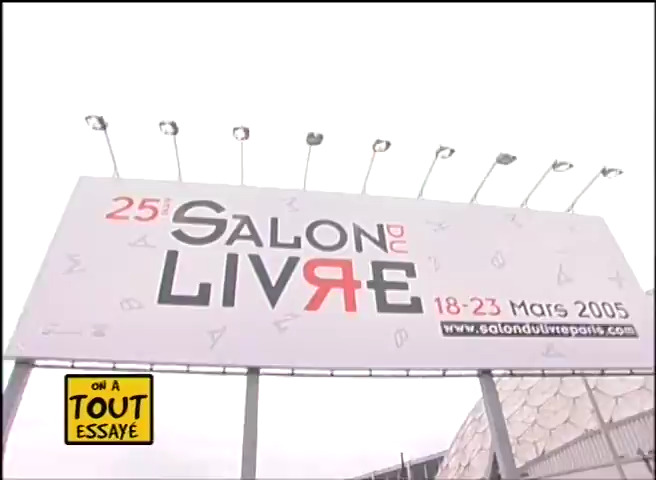 25E SALON DU
LIVRE
18-23 Mars 2005
www.salondulivreparis.com
ON A
TOUT
ESSAYÉ